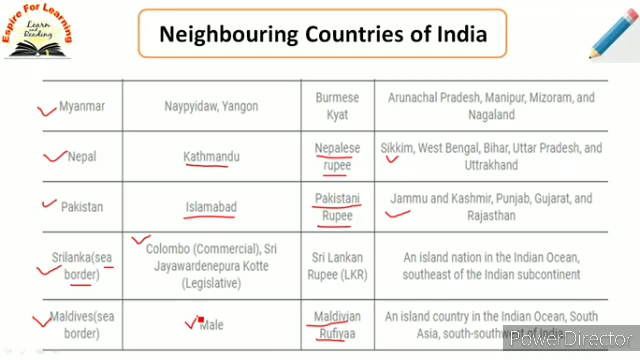 Espire For Learning
Learn
and
Reading
Neighbouring Countries of India
Myanmar
Naypyidaw, Yangon
Burmese
Kyat
Arunachal Pradesh, Manipur, Mizoram, and
Nagaland
Nepal
Kathmandu
Nepalese
rupee
Sikkim, West Bengal, Bihar, Uttar Pradesh, and
Uttrakhand
Pakistan
Islamabad
Pakistani
Rupee
Jammu and Kashmir, Punjab, Gujarat, and
Rajasthan
Srilanka(sea
border)
Colombo (Commercial), Sri
Jayawardenepura Kotte
(Legislative)
Sri Lankan
Rupee (LKR)
An island nation in the Indian Ocean,
southeast of the Indian subcontinent
Maldives(sea
border)
Male
Maldivian
Rufiyaa
An island country in the Indian Ocean, South
Asia, south-southwest of India
PowerDirector